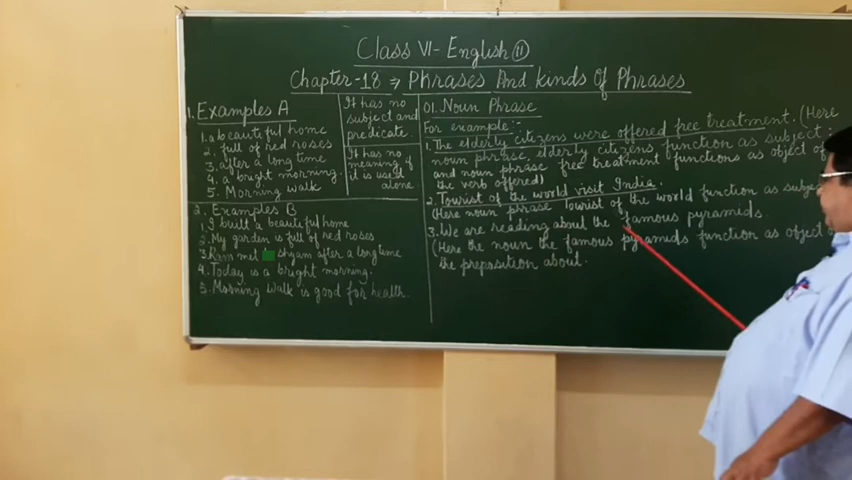 Class VI - English (11)
Chapter-18 ⇒ Phrases And Kinds Of Phrases
1. Examples A
1. a beautiful home
2. full of red roses
3. after a long time
4. a bright morning.
5. Morning walk
It has no
subject and
predicate.
It has no
meaning if
it is used
alone.
2. Examples B
1. I built a beautiful home
2. My garden is full of red roses
3. Ram met shyam after a long time
4. Today is a bright morning.
5. Morning walk is good for health.
01. Noun Phrase
For example:-
1. The elderly citizens were offered free treatment. (Here
noun phrase, elderly citizens function as subject;
and noun phrase free treatment functions as object of
the verb offered)
2. Tourist of the world visit India.
(Here noun phrase Tourist of the world function as subje
3. We are reading about the famous pyramids.
(Here the noun the famous pyramids function as object o
the preposition about.